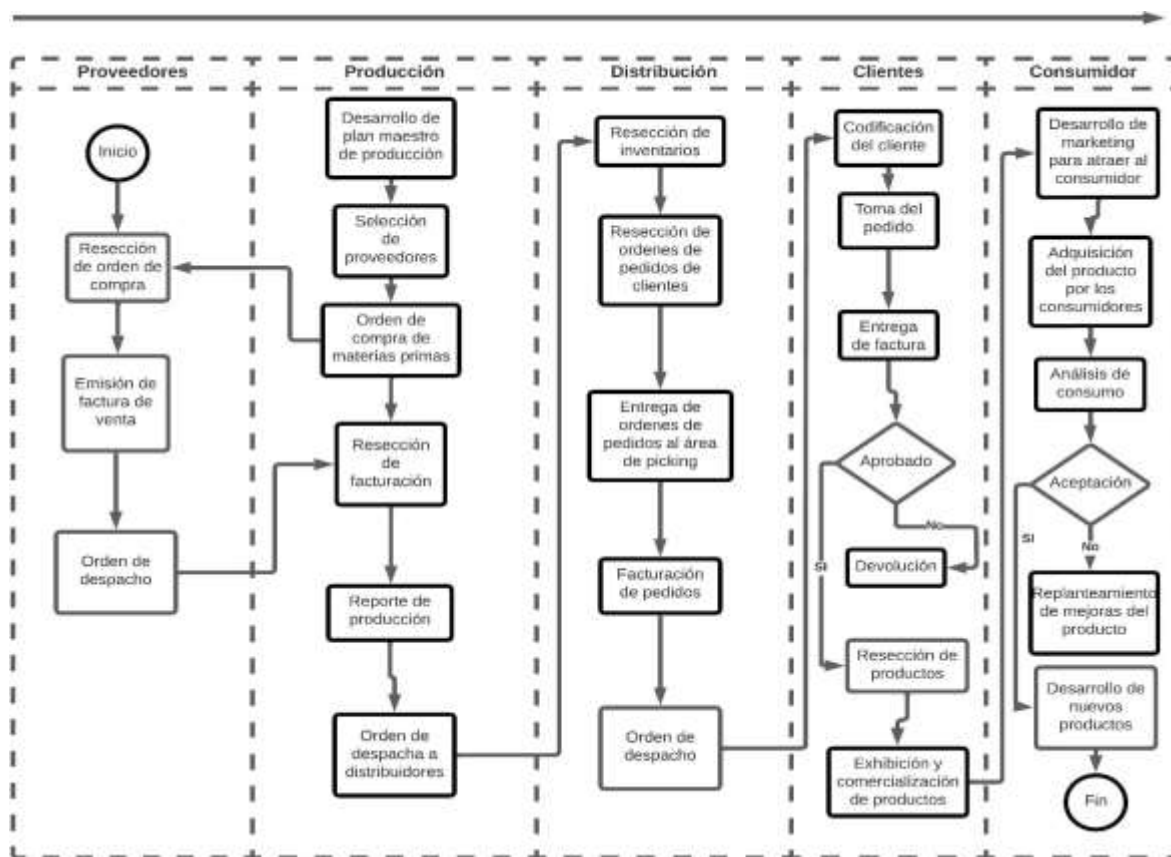 Proveedores
Producción
Distribución
Clientes
Consumidor
Inicio
Resección
de orden de
compra
Emisión de
factura de
venta
Orden de
despacho
Desarrollo de
plan maestro
de producción
Selección
de
proveedores
Orden de
compra de
materias primas
Resección
de
facturación
Reporte de
producción
Orden de
despacha a
distribuidores
Resección de
inventarios
Resección de
ordenes de
pedidos de
clientes
Entrega de
ordenes de
pedidos al área
de picking
Facturación
de pedidos
Orden de
despacho
Codificación
del cliente
Toma del
pedido
Entrega
de factura
Aprobado
No
SI
Devolución
Resección de
productos
Exhibición y
comercialización
de productos
Desarrollo de
marketing
para atraer al
consumidor
Adquisición
del producto
por los
consumidores
Análisis de
consumo
Aceptación
SI
No
Replanteamiento
de mejoras del
producto
Desarrollo de
nuevos
productos
Fin